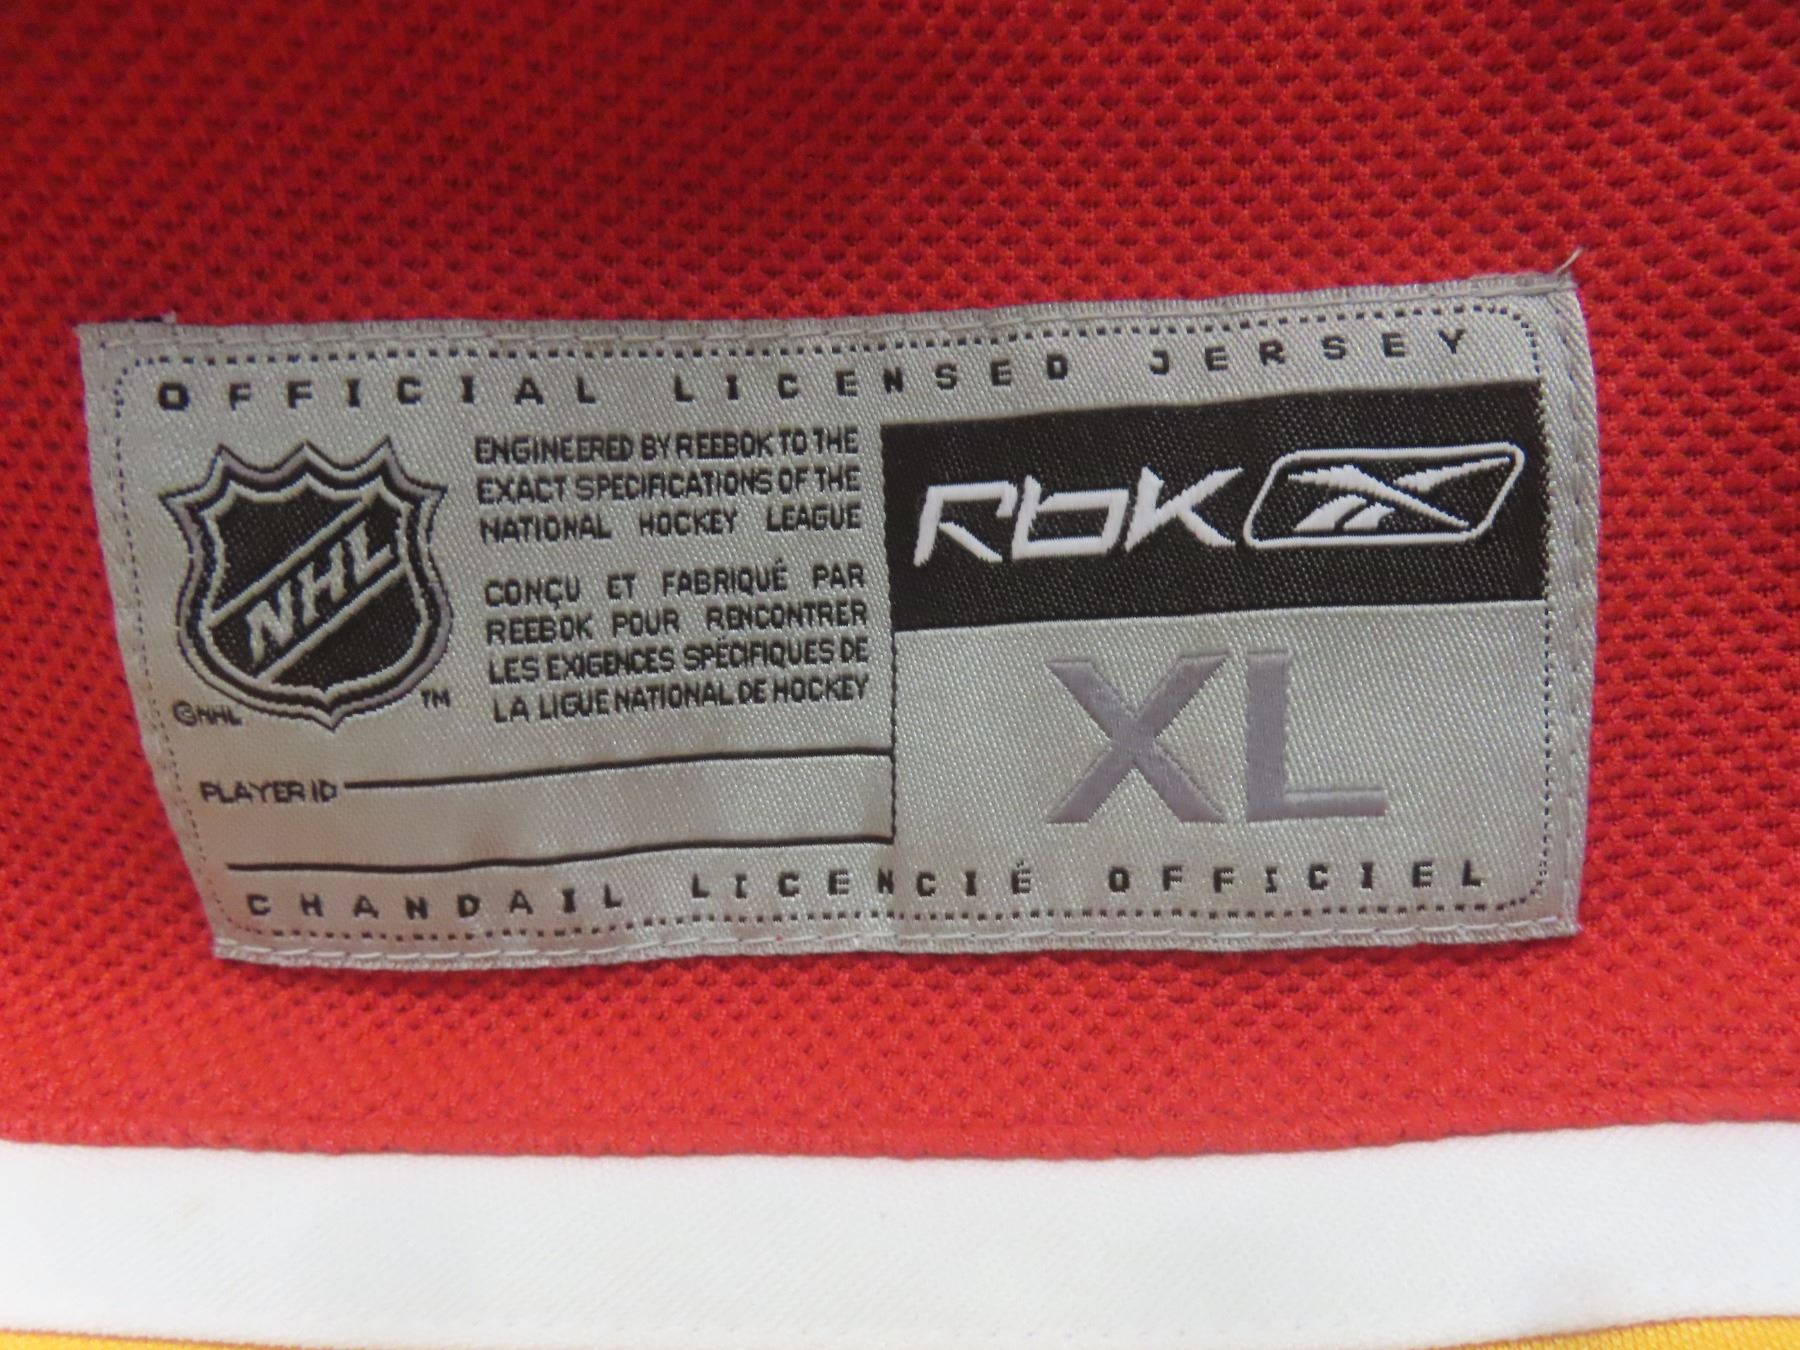 OFFICIAL LICENSED JERSEY
NHL
©NHL
TM
ENGINEERED BY REEBOK TO THE
EXACT SPECIFICATIONS OF THE
NATIONAL HOCKEY LEAGUE
CONÇU ET FABRIQUÉ PAR
REEBOK POUR RENCONTRER
LES EXIGENCES SPÉCIFIQUES DE
LA LIGUE NATIONAL DE HOCKEY
RbK
XL
PLAYER ID
CHANDAIL LICENCIÉ OFFICIEL